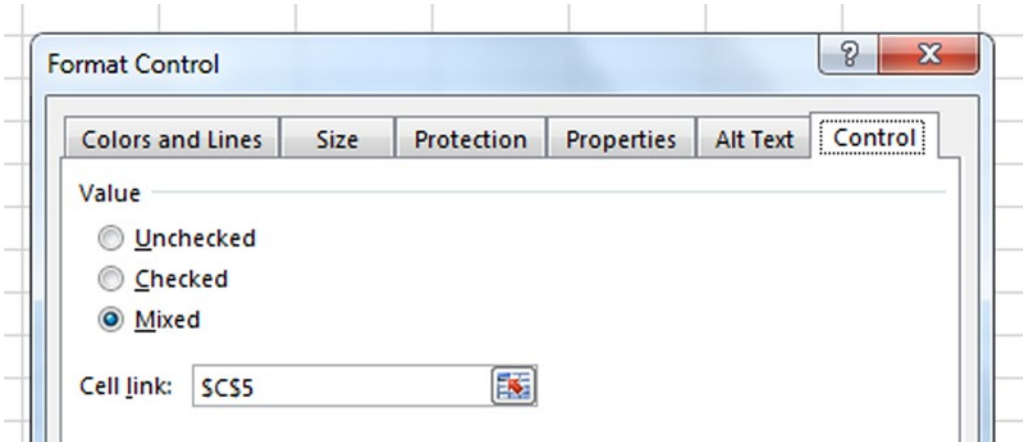 Format Control
?
X
Colors and Lines Size Protection Properties Alt Text Control
Value
Unchecked
Checked
Mixed
Cell link: $C$5